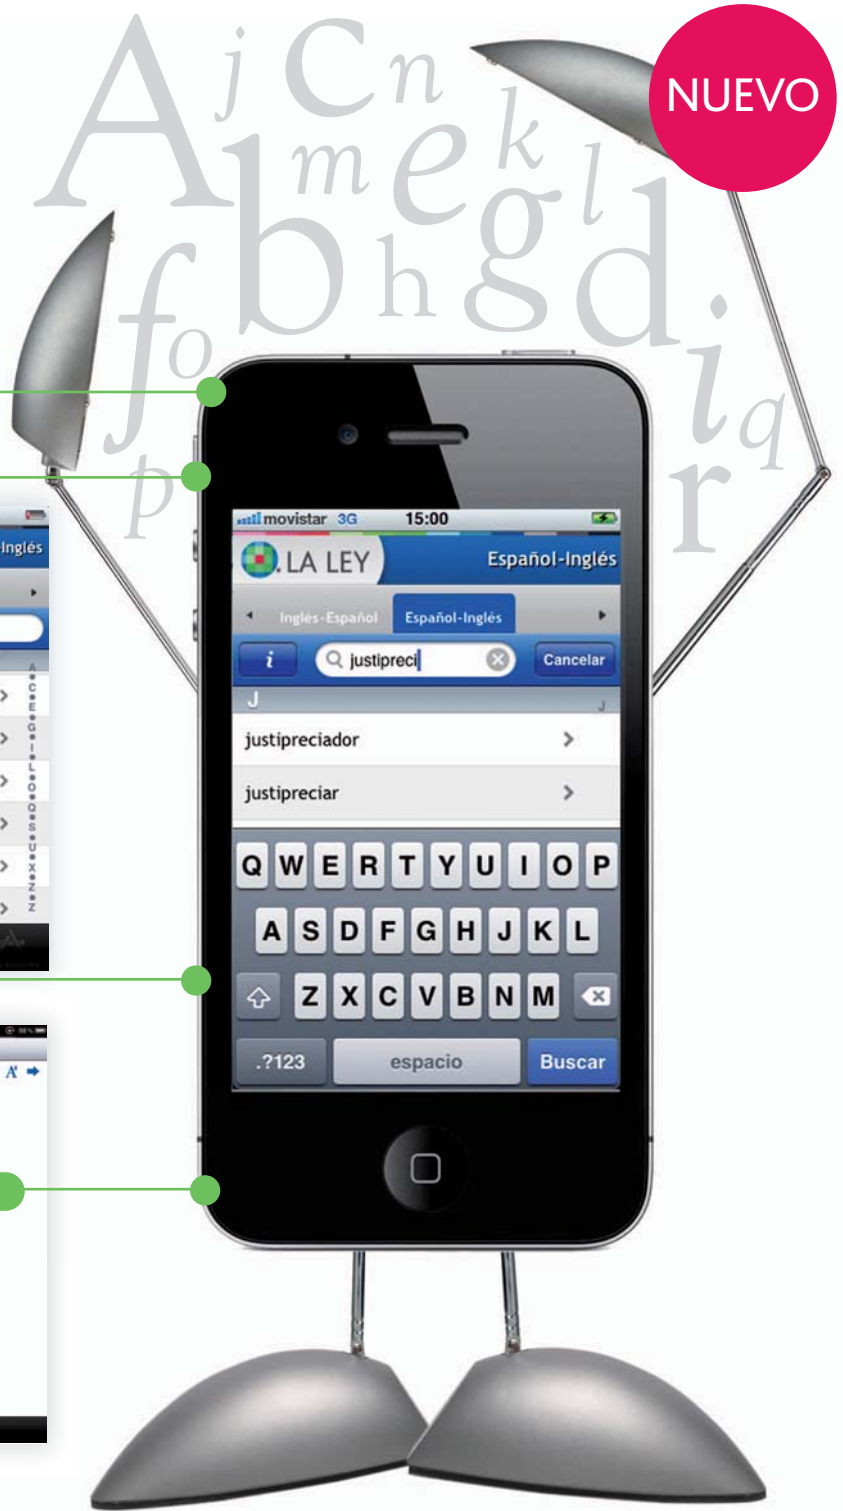 A j C n
NUEVO
m e k l
b h g d
f o
i
q
p
r
movistar 3G 15:00
LA LEY Español-Inglés
Inglés-Español Español-Inglés
i justipreci Cancelar
J J
justipreciador
justipreciar
Q W E R T Y U I O P
A S D F G H J K L
Z X C V B N M
.?123 espacio Buscar
-Inglés
A
C
E
G
I
L
O
Q
S
U
X
Z
Z
A